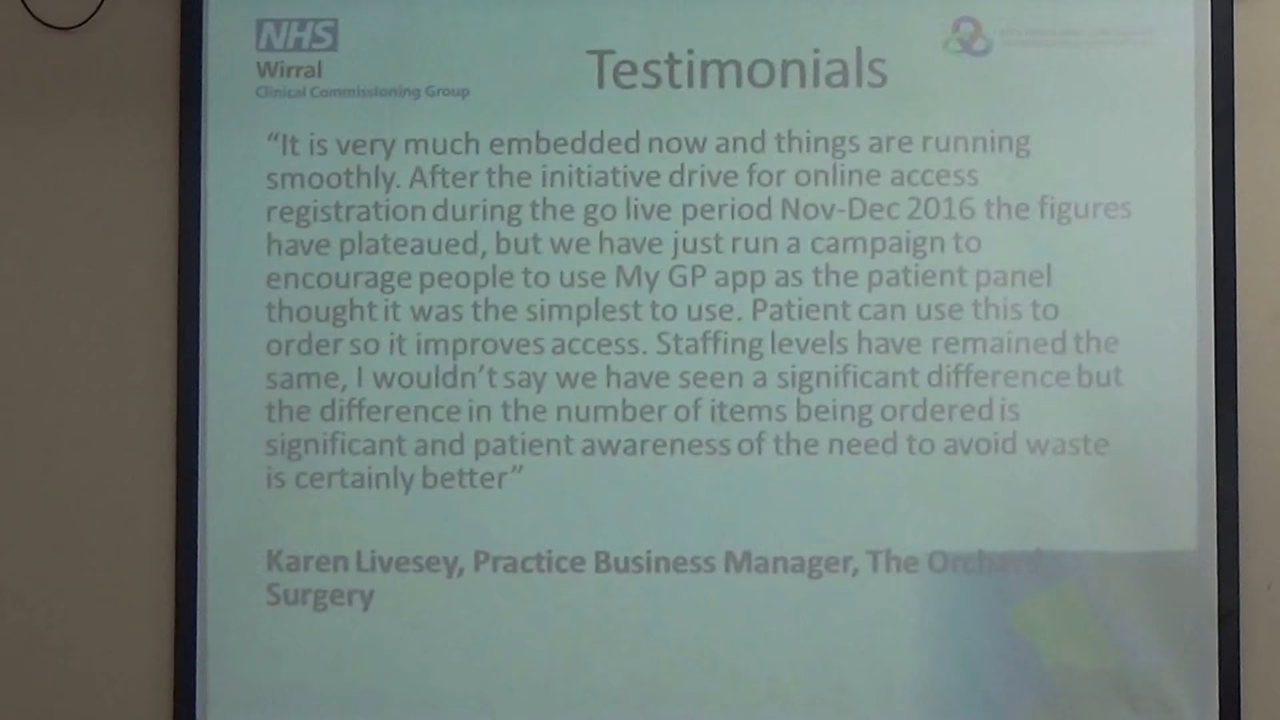 NHS
Wirral
Clinical Commissioning Group
Testimonials
“It is very much embedded now and things are running
smoothly. After the initiative drive for online access
registration during the go live period Nov-Dec 2016 the figures
have plateaued, but we have just run a campaign to
encourage people to use My GP app as the patient panel
thought it was the simplest to use. Patient can use this to
order so it improves access. Staffing levels have remained the
same, I wouldn’t say we have seen a significant difference but
the difference in the number of items being ordered is
significant and patient awareness of the need to avoid waste
is certainly better”
Karen Livesey, Practice Business Manager, The Orchard
Surgery